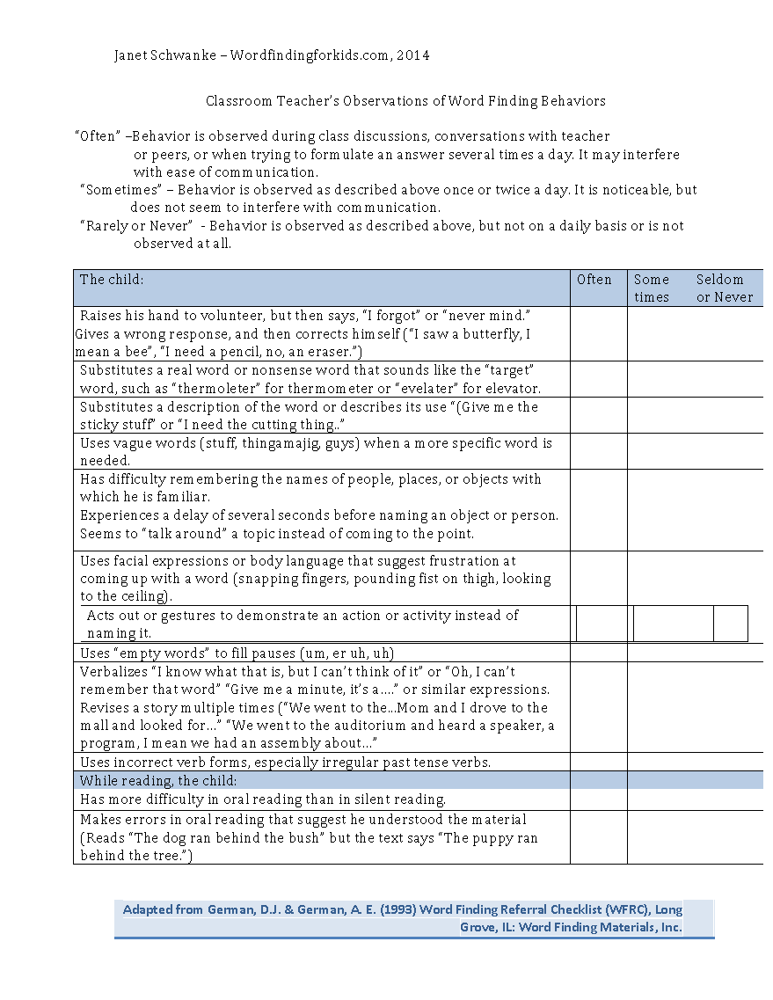 Janet Schwanke – Wordfindingforkids.com, 2014
Classroom Teacher's Observations of Word Finding Behaviors
“Often” –Behavior is observed during class discussions, conversations with teacher
or peers, or when trying to formulate an answer several times a day. It may interfere
with ease of communication.
“Sometimes” – Behavior is observed as described above once or twice a day. It is noticeable, but
does not seem to interfere with communication.
“Rarely or Never” - Behavior is observed as described above, but not on a daily basis or is not
observed at all.
The child: Often Some Seldom
times or Never
Raises his hand to volunteer, but then says, “I forgot” or “never mind.”
Gives a wrong response, and then corrects himself (“I saw a butterfly, I
mean a bee”, “I need a pencil, no, an eraser.”)
Substitutes a real word or nonsense word that sounds like the “target”
word, such as “thermoleter” for thermometer or “evelater” for elevator.
Substitutes a description of the word or describes its use “(Give me the
sticky stuff” or “I need the cutting thing..”
Uses vague words (stuff, thingamajig, guys) when a more specific word is
needed.
Has difficulty remembering the names of people, places, or objects with
which he is familiar.
Experiences a delay of several seconds before naming an object or person.
Seems to “talk around” a topic instead of coming to the point.
Uses facial expressions or body language that suggest frustration at
coming up with a word (snapping fingers, pounding fist on thigh, looking
to the ceiling).
Acts out or gestures to demonstrate an action or activity instead of
naming it.
Uses “empty words” to fill pauses (um, er uh, uh)
Verbalizes “I know what that is, but I can't think of it” or “Oh, I can't
remember that word” “Give me a minute, it's a....” or similar expressions.
Revises a story multiple times (“We went to the...Mom and I drove to the
mall and looked for...” “We went to the auditorium and heard a speaker, a
program, I mean we had an assembly about...”
Uses incorrect verb forms, especially irregular past tense verbs.
While reading, the child:
Has more difficulty in oral reading than in silent reading.
Makes errors in oral reading that suggest he understood the material
(Reads “The dog ran behind the bush” but the text says “The puppy ran
behind the tree.”)
Adapted from German, D.J. & German, A. E. (1993) Word Finding Referral Checklist (WFRC), Long
Grove, IL: Word Finding Materials, Inc.